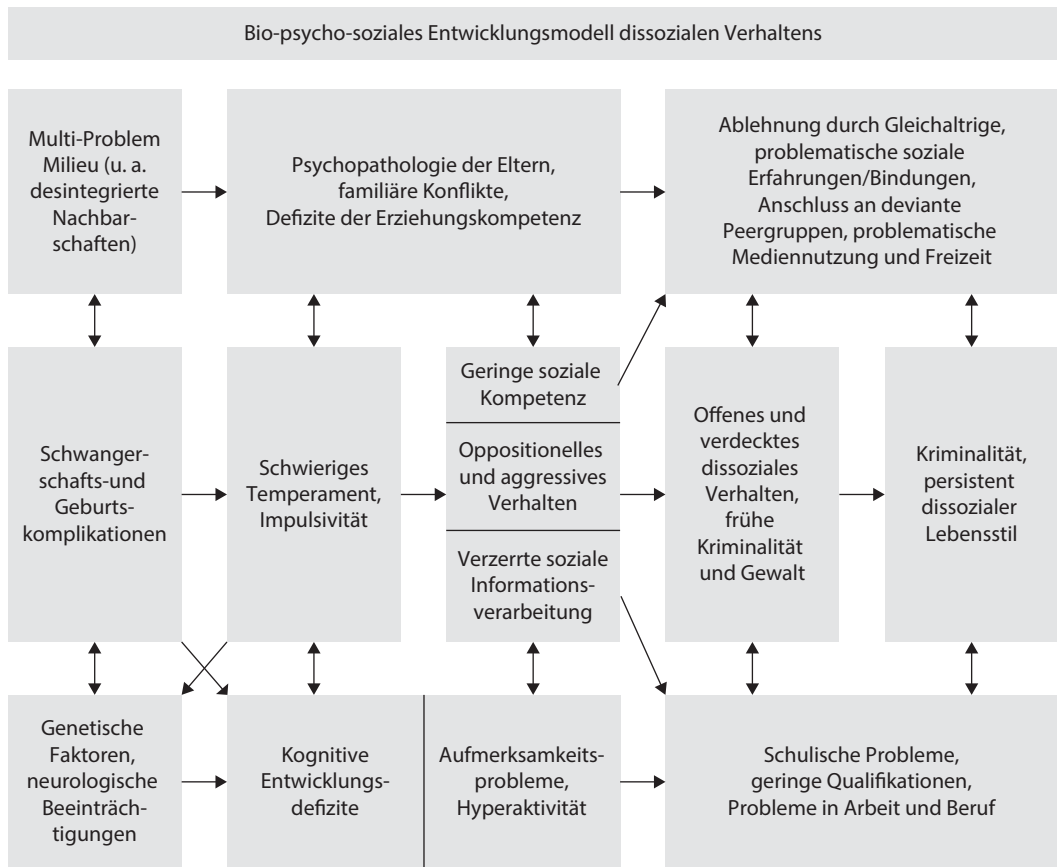 Bio-psycho-soziales Entwicklungsmodell dissozialen Verhaltens
Multi-Problem
Milieu (u. a.
desintegrierte
Nachbar-
schaften)
Psychopathologie der Eltern,
familiäre Konflikte,
Defizite der Erziehungskompetenz
Ablehnung durch Gleichaltrige,
problematische soziale
Erfahrungen/Bindungen,
Anschluss an deviante
Peergruppen, problematische
Mediennutzung und Freizeit
Schwanger-
schafts-und
Geburts-
komplikationen
Schwieriges
Temperament,
Impulsivität
Geringe soziale
Kompetenz
Oppositionelles
und aggressives
Verhalten
Verzerrte soziale
Informations-
verarbeitung
Offenes und
verdecktes
dissoziales
Verhalten,
frühe
Kriminalität
und Gewalt
Kriminalität,
persistent
dissozialer
Lebensstil
Genetische
Faktoren,
neurologische
Beeinträch-
tigungen
Kognitive
Entwicklungs-
defizite
Aufmerksamkeits-
probleme,
Hyperaktivität
Schulische Probleme,
geringe Qualifikationen,
Probleme in Arbeit und Beruf